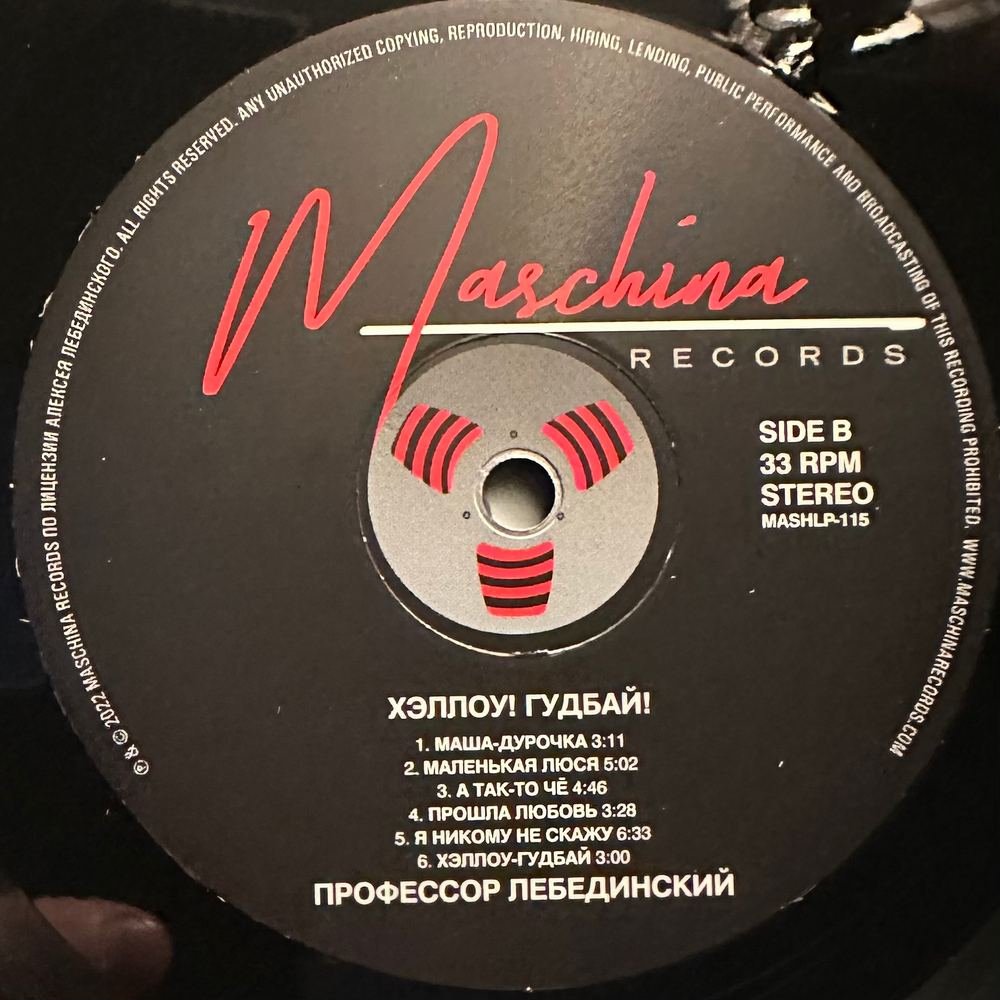 ℗ & © 2022 MASCHINA RECORDS ПО ЛИЦЕНЗИИ АЛЕКСЕЯ ЛЕБЕДИНСКОГО. ALL RIGHTS RESERVED. ANY UNAUTHORIZED COPYING, REPRODUCTION, HIRING, LENDING, PUBLIC PERFORMANCE AND BROADCASTING OF THIS RECORDING PROHIBITED. WWW.MASCHINARECORDS.COM
Maschina
RECORDS
SIDE B
33 RPM
STEREO
MASHLP-115
ХЭЛЛОУ! ГУДБАЙ!
1. МАША-ДУРОЧКА 3:11
2. МАЛЕНЬКАЯ ЛЮСЯ 5:02
3. А ТАК-ТО ЧЁ 4:46
4. ПРОШЛА ЛЮБОВЬ 3:28
5. Я НИКОМУ НЕ СКАЖУ 6:33
6. ХЭЛЛОУ-ГУДБАЙ 3:00
ПРОФЕССОР ЛЕБЕДИНСКИЙ